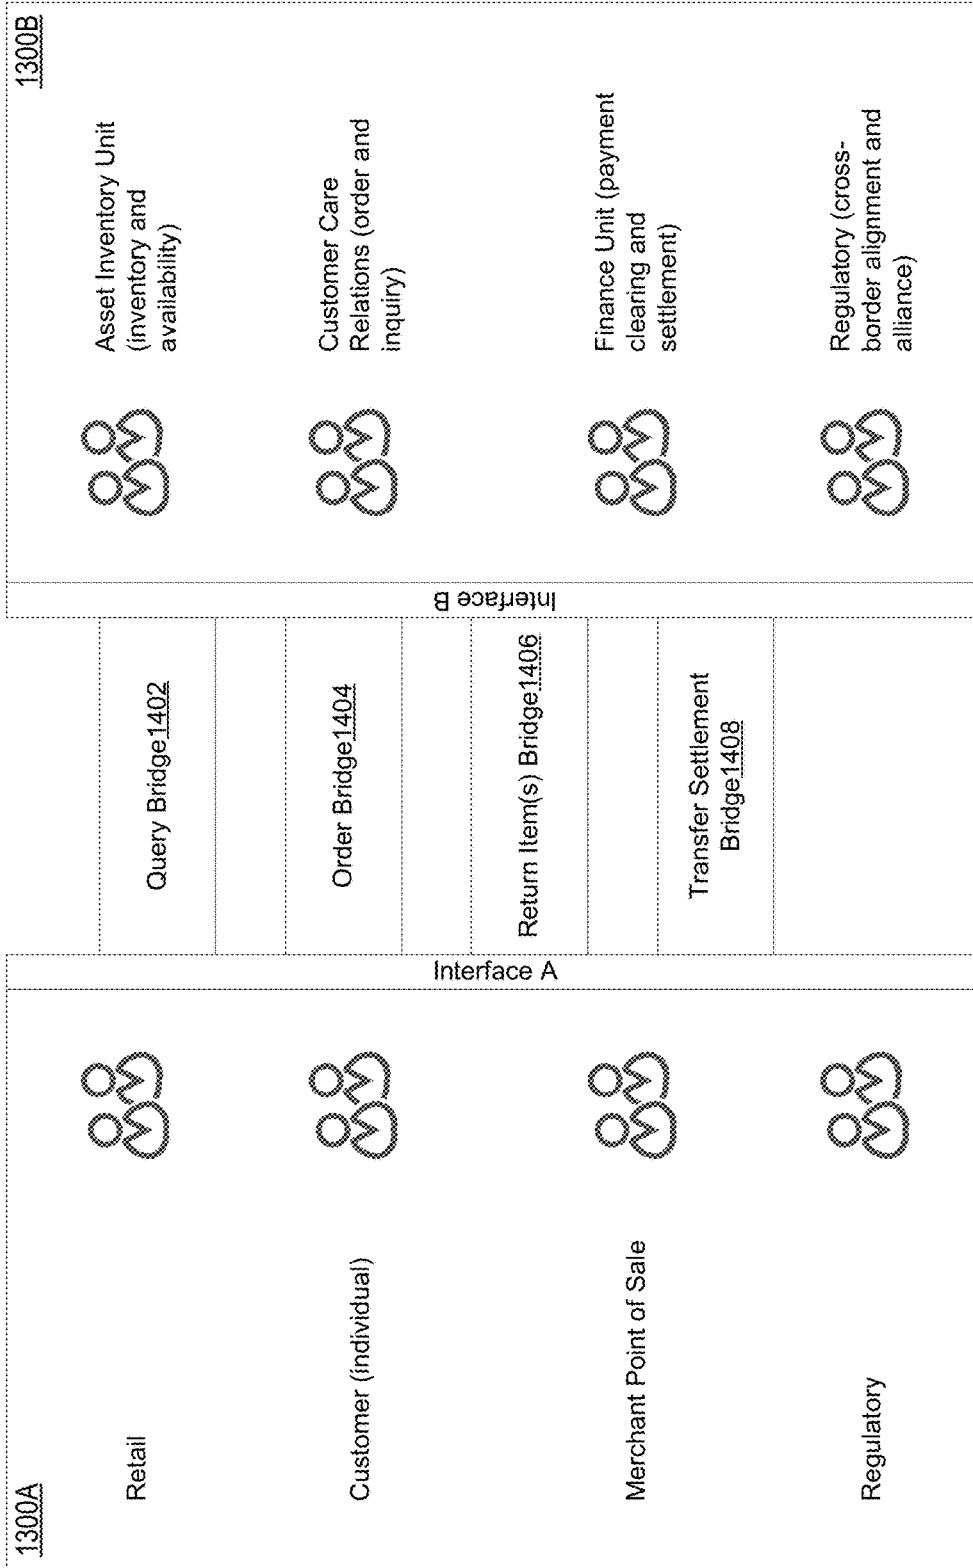 1300A
Retail
Customer (individual)
Merchant Point of Sale
Regulatory
Interface A
Query Bridge1402
Order Bridge1404
Return Item(s) Bridge1406
Transfer Settlement
Bridge1408
Interface B
1300B
Asset Inventory Unit
(inventory and
availability)
Customer Care
Relations (order and
inquiry)
Finance Unit (payment
clearing and
settlement)
Regulatory (cross-
border alignment and
alliance)